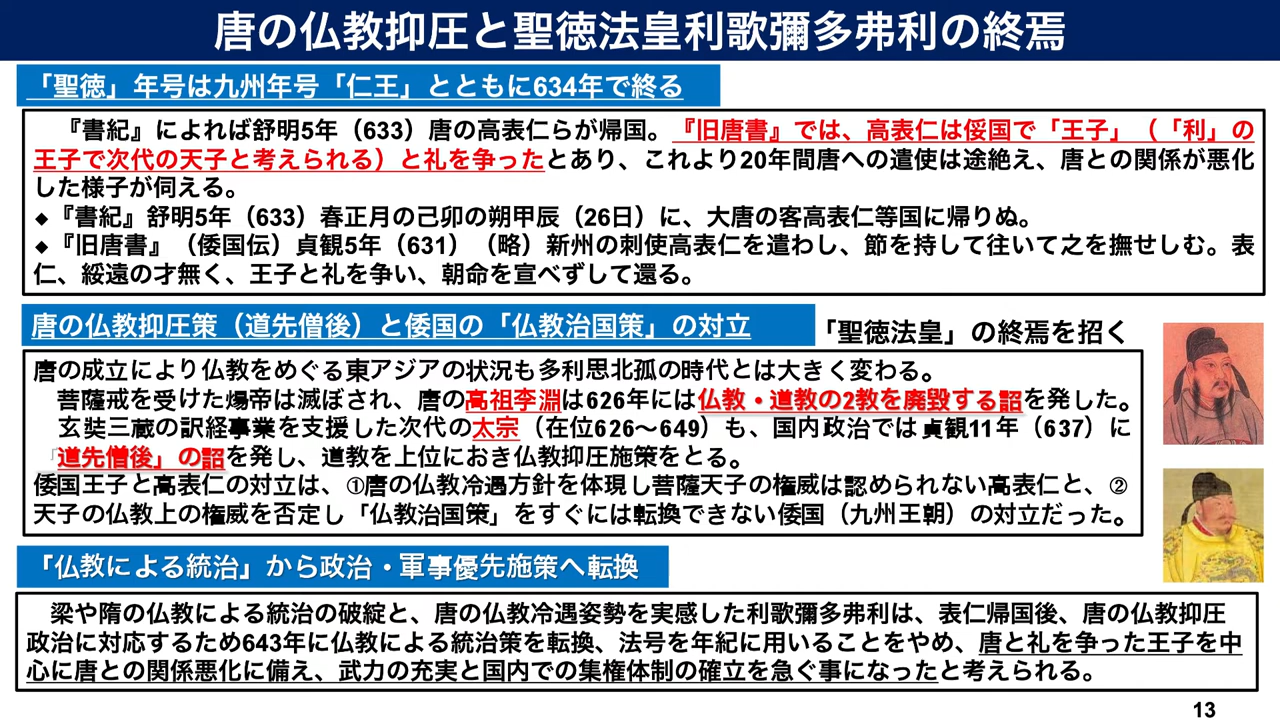 唐の仏教抑圧と聖徳法皇利歌彌多弗利の終焉
「聖徳」年号は九州年号「仁王」とともに634年で終る
『書紀』によれば舒明5年（633）唐の高表仁らが帰国。『旧唐書』では、高表仁は俀国で「王子」（「利」の
王子で次代の天子と考えられる）と礼を争ったとあり、これより20年間唐への遣使は途絶え、唐との関係が悪化
した様子が伺える。
◆『書紀』舒明5年（633）春正月の己卯の朔甲辰（26日）に、大唐の客高表仁等国に帰りぬ。
◆『旧唐書』（倭国伝）貞観5年（631）（略）新州の刺使高表仁を遣わし、節を持して往いて之を撫せしむ。表
仁、綏遠の才無く、王子と礼を争い、朝命を宣べずして還る。
唐の仏教抑圧策（道先僧後）と倭国の「仏教治国策」の対立
「聖徳法皇」の終焉を招く
唐の成立により仏教をめぐる東アジアの状況も多利思北孤の時代とは大きく変わる。
菩薩戒を受けた煬帝は滅ぼされ、唐の高祖李淵は626年には仏教・道教の2教を廃毀する詔を発した。
玄奘三蔵の訳経事業を支援した次代の太宗（在位626～649）も、国内政治では貞観11年（637）に
「道先僧後」の詔を発し、道教を上位におき仏教抑圧施策をとる。
倭国王子と高表仁の対立は、①唐の仏教冷遇方針を体現し菩薩天子の権威は認められない高表仁と、②
天子の仏教上の権威を否定し「仏教治国策」をすぐには転換できない倭国（九州王朝）の対立だった。
『仏教による統治』から政治・軍事優先施策へ転換
梁や隋の仏教による統治の破綻と、唐の仏教冷遇姿勢を実感した利歌彌多弗利は、表仁帰国後、唐の仏教抑圧
政治に対応するため643年に仏教による統治策を転換、法号を年紀に用いることをやめ、唐と礼を争った王子を中
心に唐との関係悪化に備え、武力の充実と国内での集権体制の確立を急ぐ事になったと考えられる。
13